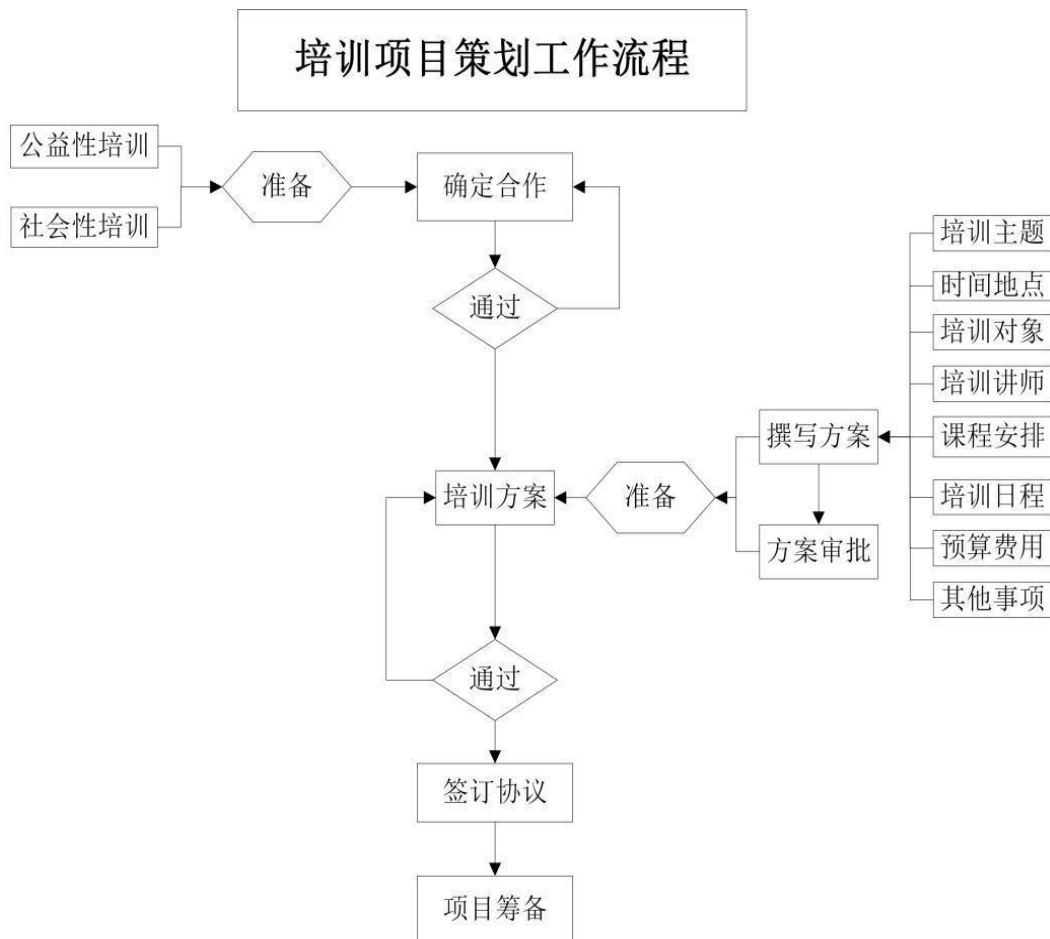 培训项目策划工作流程
公益性培训
社会性培训
准备
确定合作
通过
培训主题
时间地点
培训对象
培训讲师
课程安排
培训日程
预算费用
其他事项
撰写方案
方案审批
准备
培训方案
通过
签订协议
项目筹备